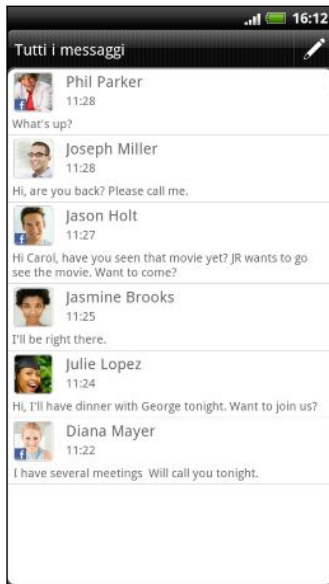 16:12
Tutti i messaggi
Phil Parker
11:28
What's up?
Joseph Miller
11:28
Hi, are you back? Please call me.
Jason Holt
11:27
Hi Carol, have you seen that movie yet? JR wants to go
see the movie. Want to come?
Jasmine Brooks
11:25
I'll be right there.
Julie Lopez
11:24
Hi, I'll have dinner with George tonight. Want to join us?
Diana Mayer
11:22
I have several meetings  Will call you tonight.